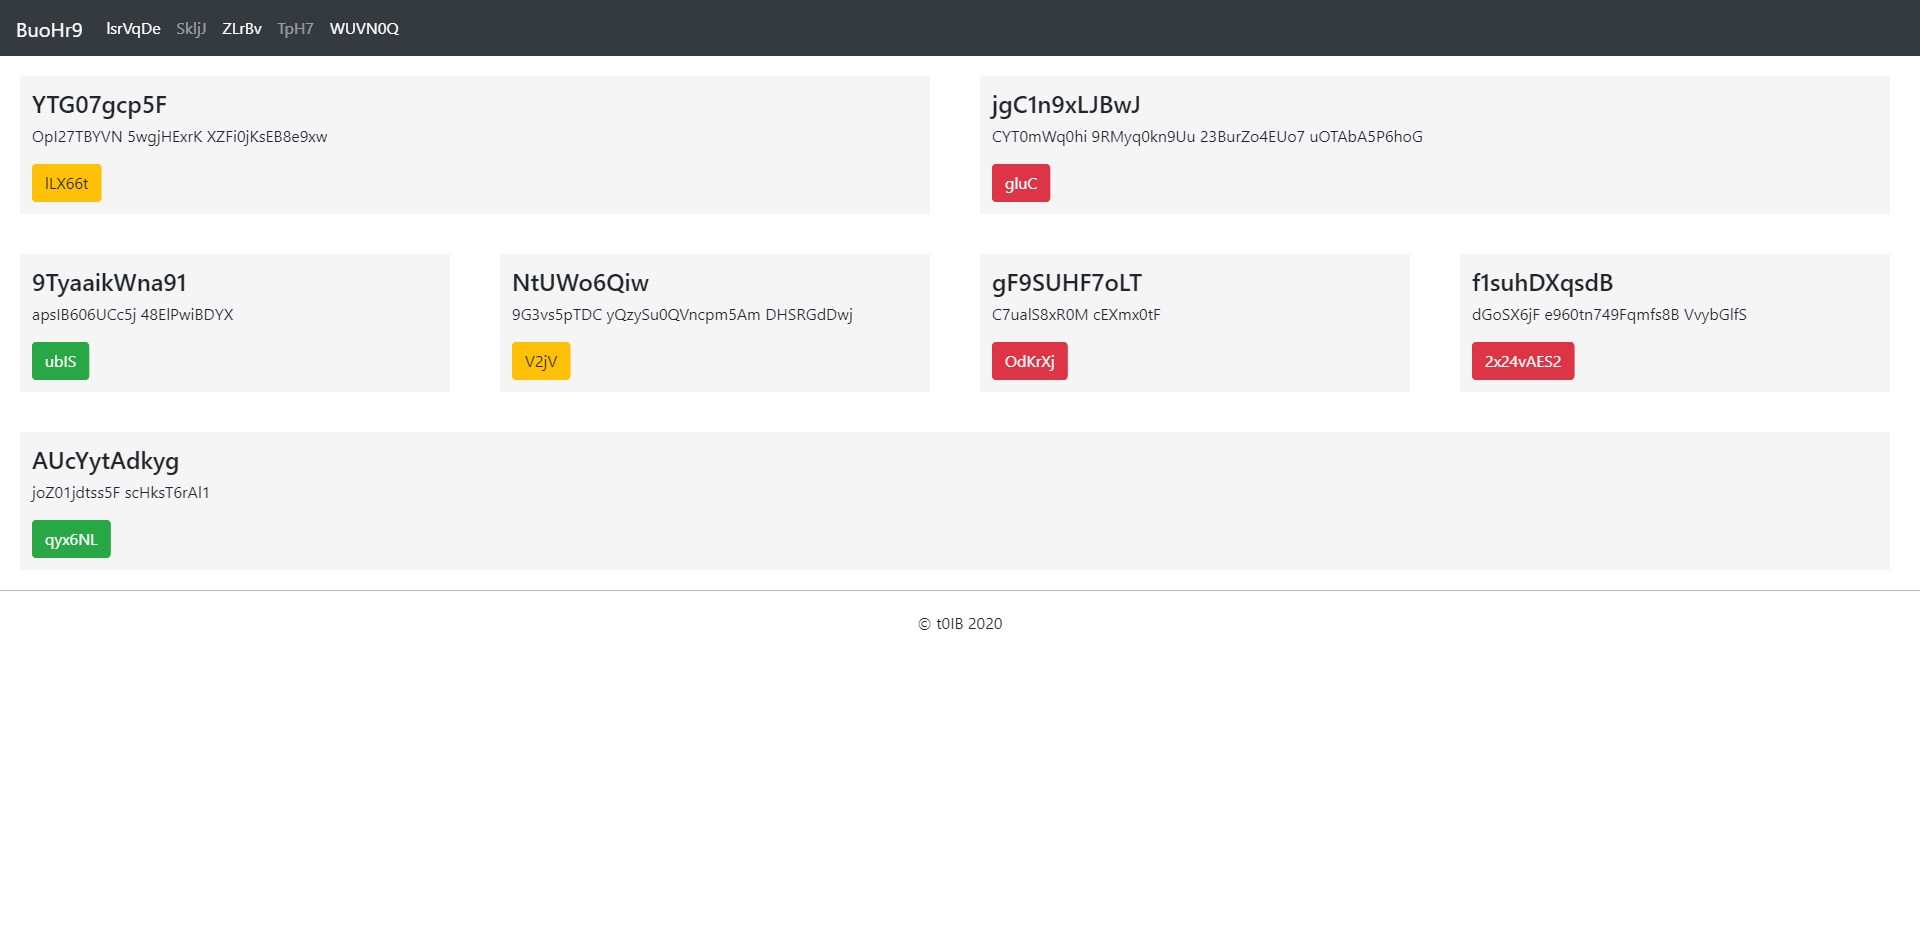 BuoHr9 lsrVqDe SkljJ ZLrBv TpH7 WUVN0Q
YTG07gcp5F
OpI27TBYVN 5wgjHExrK XZFi0jKsEB8e9xw
lLX66t
jgC1n9xLJBwJ
CYT0mWq0hi 9RMyq0kn9Uu 23BurZo4EUo7 uOTAbA5P6hoG
gluC
9TyaaikWna91
apsIB606UCc5j 48ElPwiBDYX
ubIS
NtUWo6Qiw
9G3vs5pTDC yQzySu0QVncpm5Am DHSRGdDwj
V2jV
gF9SUHF7oLT
C7ualS8xR0M cEXmx0tF
OdKrXj
f1suhDXqsdB
dGoSX6jF e960tn749Fqmfs8B VvybGlfS
2x24vAES2
AUcYytAdkyg
joZ01jdtss5F scHksT6rAl1
qyx6NL
© t0IB 2020